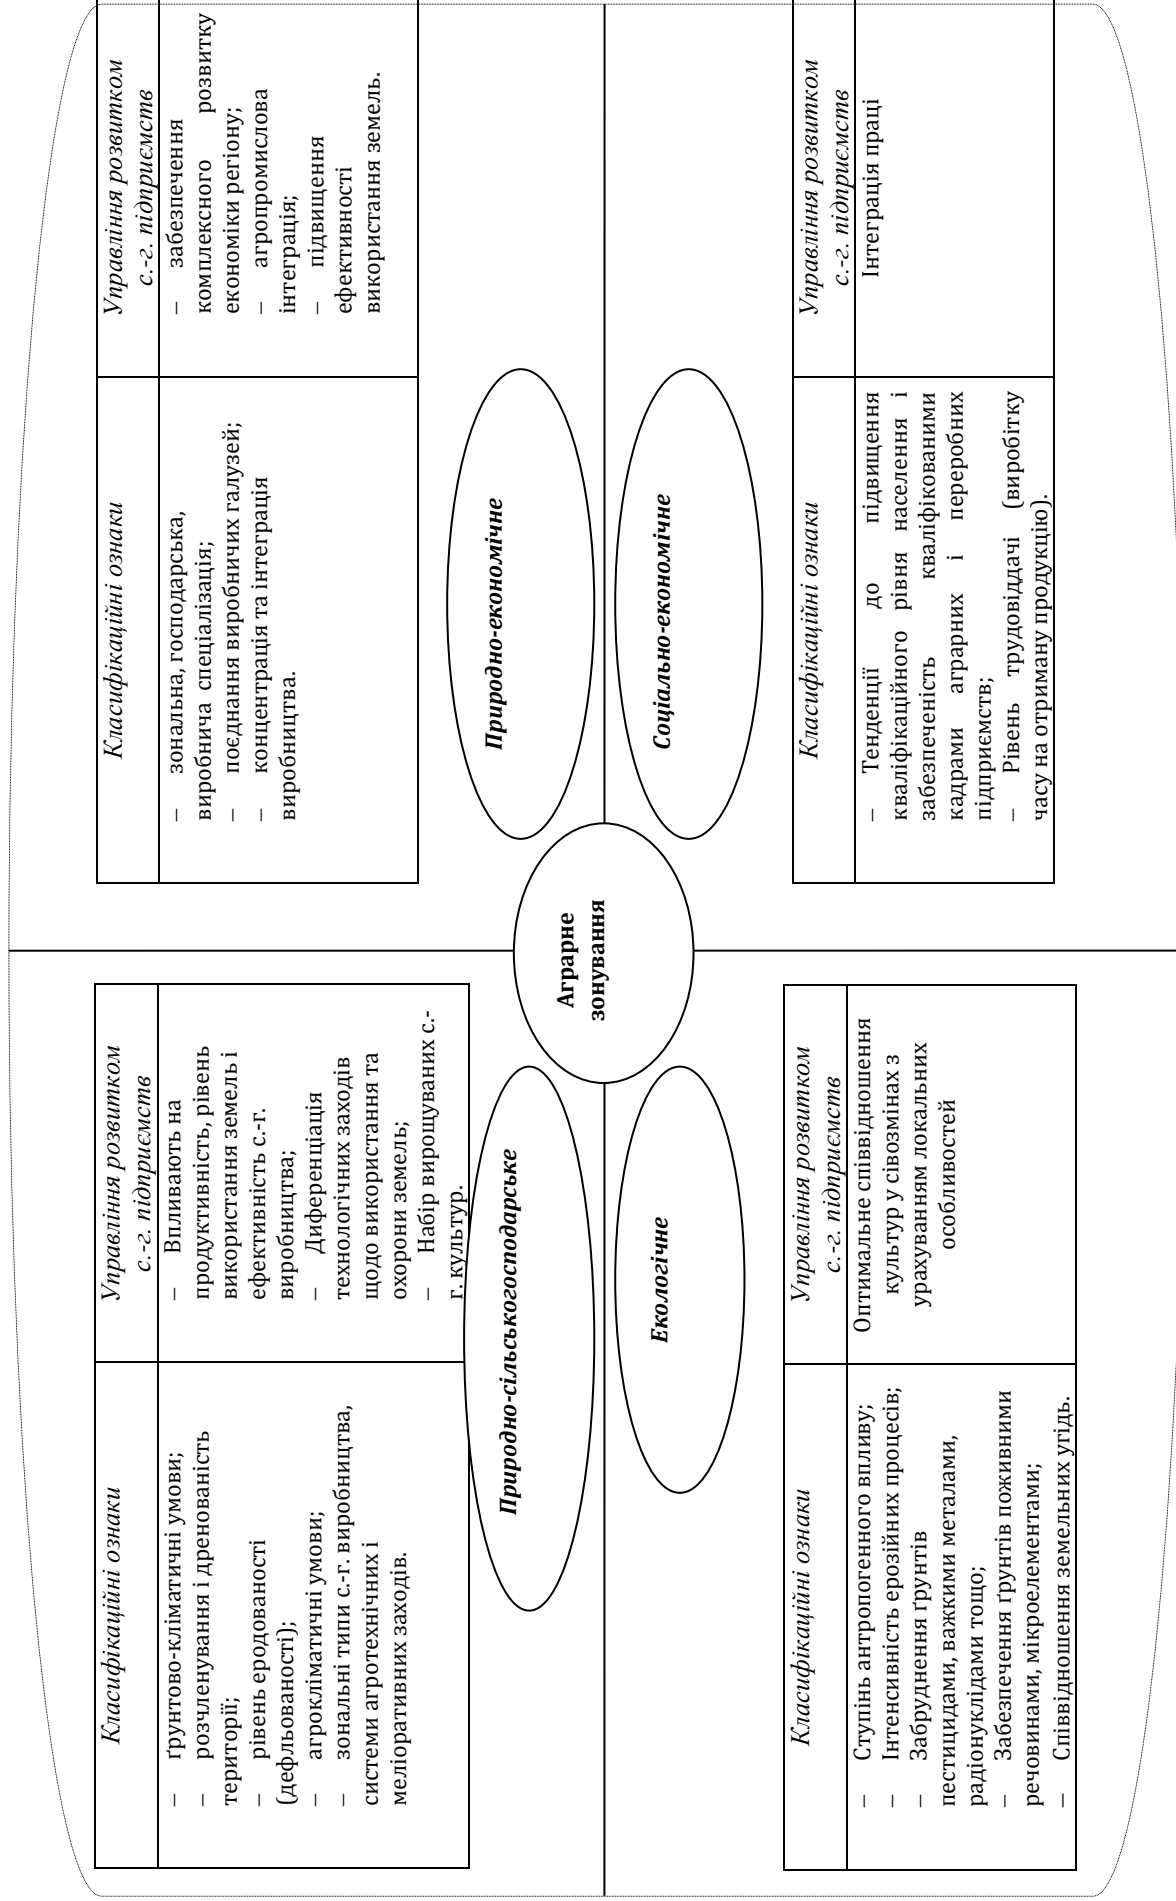 Класифікаційні ознаки
Управління розвитком
с.-г. підприємств
– ґрунтово-кліматичні умови;
– розчленування і дренованість
території;
– рівень еродованості
(дефльованості);
– агрокліматичні умови;
– зональні типи с.-г. виробництва,
системи агротехнічних і
меліоративних заходів.
– Впливають на
продуктивність, рівень
використання земель і
ефективність с.-г.
виробництва;
– Диференціація
технологічних заходів
щодо використання та
охорони земель;
– Набір вирощуваних с.-
г. культур.
Класифікаційні ознаки
Управління розвитком
с.-г. підприємств
– зональна, господарська,
виробнича спеціалізація;
– поєднання виробничих галузей;
– концентрація та інтеграція
виробництва.
– забезпечення
комплексного розвитку
економіки регіону;
– агропромислова
інтеграція;
– підвищення
ефективності
використання земель.
Природно-сільськогосподарське
Природно-економічне
Аграрне
зонування
Екологічне
Соціально-економічне
Класифікаційні ознаки
Управління розвитком
с.-г. підприємств
– Ступінь антропогенного впливу;
– Інтенсивність ерозійних процесів;
– Забруднення ґрунтів
пестицидами, важкими металами,
радіонуклідами тощо;
– Забезпечення ґрунтів поживними
речовинами, мікроелементами;
– Співвідношення земельних угідь.
Оптимальне співвідношення
культур у сівозмінах з
урахуванням локальних
особливостей
Класифікаційні ознаки
Управління розвитком
с.-г. підприємств
– Тенденції до підвищення
кваліфікаційного рівня населення і
забезпеченість кваліфікованими
кадрами аграрних і переробних
підприємств;
– Рівень трудовіддачі (виробітку
часу на отриману продукцію).
Інтеграція праці